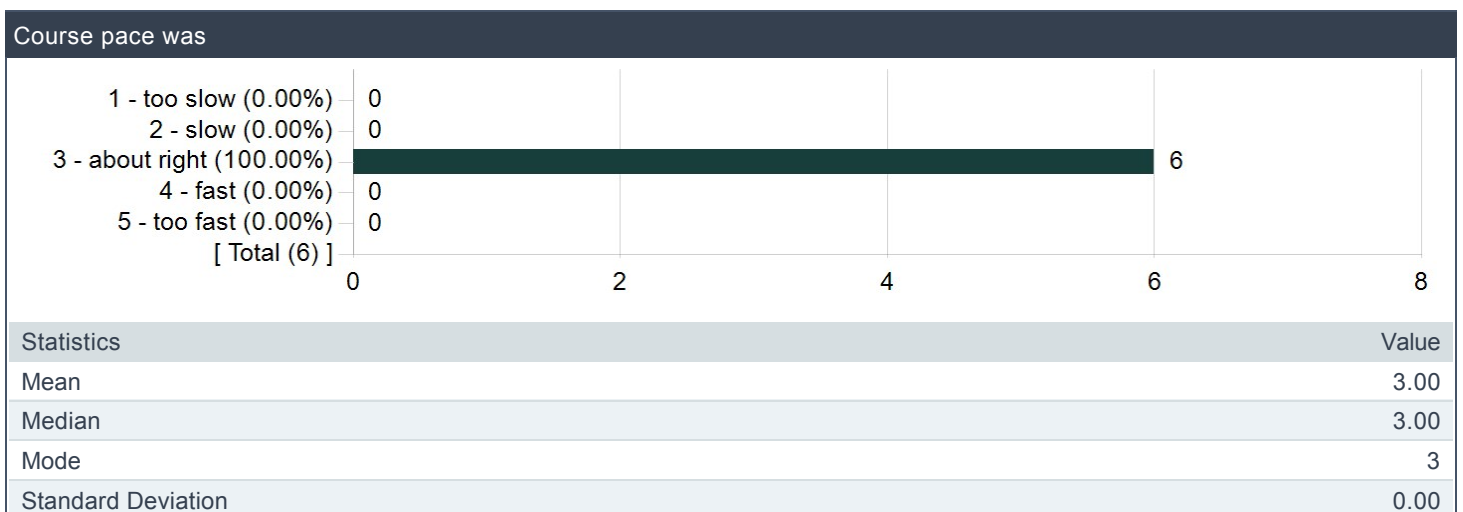 Course pace was
1 - too slow (0.00%) 0
2 - slow (0.00%) 0
3 - about right (100.00%) 6
4 - fast (0.00%) 0
5 - too fast (0.00%) 0
[ Total (6) ]
0 2 4 6 8
Statistics Value
Mean 3.00
Median 3.00
Mode 3
Standard Deviation 0.00